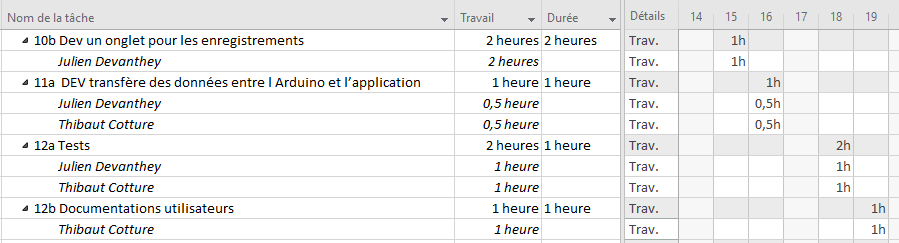 Nom de la tâche Travail Durée Détails 14 15 16 17 18 19
10b Dev un onglet pour les enregistrements 2 heures 2 heures Trav. 1h
Julien Devanthey 2 heures Trav. 1h
11a DEV transfère des données entre l Arduino et l’application 1 heure 1 heure Trav. 1h
Julien Devanthey 0,5 heure Trav. 0,5h
Thibaut Cotture 0,5 heure Trav. 0,5h
12a Tests 2 heures 1 heure Trav. 2h
Julien Devanthey 1 heure Trav. 1h
Thibaut Cotture 1 heure Trav. 1h
12b Documentations utilisateurs 1 heure 1 heure Trav. 1h
Thibaut Cotture 1 heure Trav. 1h